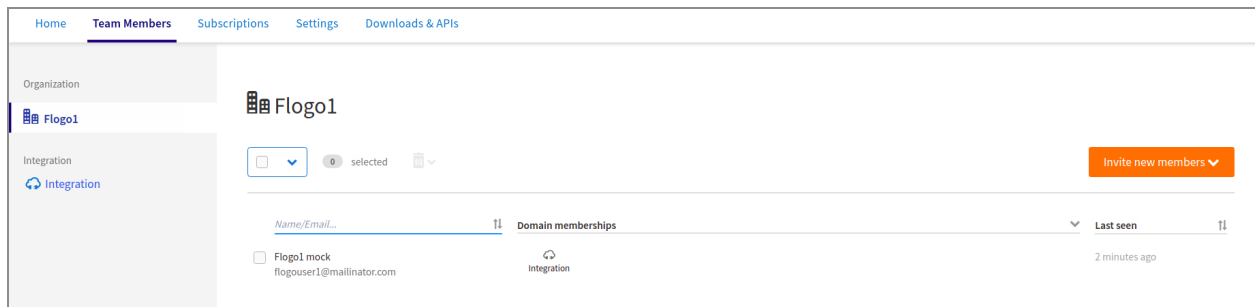 Home Team Members Subscriptions Settings Downloads & APIs
Organization
Flogo1
Integration
Integration
Flogo1
0 selected
Invite new members
Name/Email... Domain memberships Last seen
Flogo1 mock
flogouser1@mailinator.com
Integration
2 minutes ago